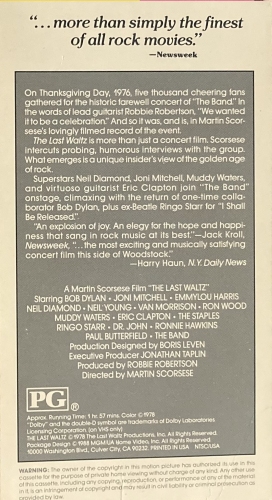 “... more than simply the finest
of all rock movies.”
—Newsweek
On Thanksgiving Day, 1976, five thousand cheering fans
gathered for the historic farewell concert of “The Band.” In
the words of lead guitarist Robbie Robertson, “We wanted
it to be a celebration.” And so it was, and is, in Martin Scor-
sese’s lovingly filmed record of the event.
The Last Waltz is more than just a concert film. Scorsese
intercuts probing, humorous interviews with the group.
What emerges is a unique insider’s view of the golden age
of rock.
Superstars Neil Diamond, Joni Mitchell, Muddy Waters,
and virtuoso guitarist Eric Clapton join “The Band”
onstage, climaxing with the return of one-time colla-
borator Bob Dylan, plus ex-Beatle Ringo Starr for “I Shall
Be Released.”
“An explosion of joy. An elegy for the hope and happi-
ness that sang in rock music at its best.”—Jack Kroll,
Newsweek, “... the most exciting and musically satisfying
concert film this side of Woodstock.”
—Harry Haun, N.Y. Daily News
A Martin Scorsese Film “THE LAST WALTZ”
Starring BOB DYLAN • JONI MITCHELL • EMMYLOU HARRIS
NEIL DIAMOND • NEIL YOUNG • VAN MORRISON • RON WOOD
MUDDY WATERS • ERIC CLAPTON • THE STAPLES
RINGO STARR • DR. JOHN • RONNIE HAWKINS
PAUL BUTTERFIELD • THE BAND
Production Designed by BORIS LEVEN
Executive Producer JONATHAN TAPLIN
Produced by ROBBIE ROBERTSON
Directed by MARTIN SCORSESE
PG ®
Approx. Running Time: 1 hr. 57 mins. Color ©1978
“Dolby” and the double-D symbol are trademarks of Dolby Laboratories
Licensing Corporation. (on VHS only)
THE LAST WALTZ ©1978 The Last Waltz Productions, Inc. All Rights Reserved.
Package Design © 1988 MGM/UA Home Video, Inc. All Rights Reserved.
10000 Washington Blvd., Culver City, CA 90232 PRINTED IN USA NTSC/USA
WARNING: The owner of the copyright in this motion picture has authorized its use in this
cassette for the purpose of private home viewing without charge of any kind. Any other use
of this cassette, including any copying, reproduction, or performance of any of the material
in it, is an infringement of copyright and may result in civil liability or criminal prosecution as
provided by law.